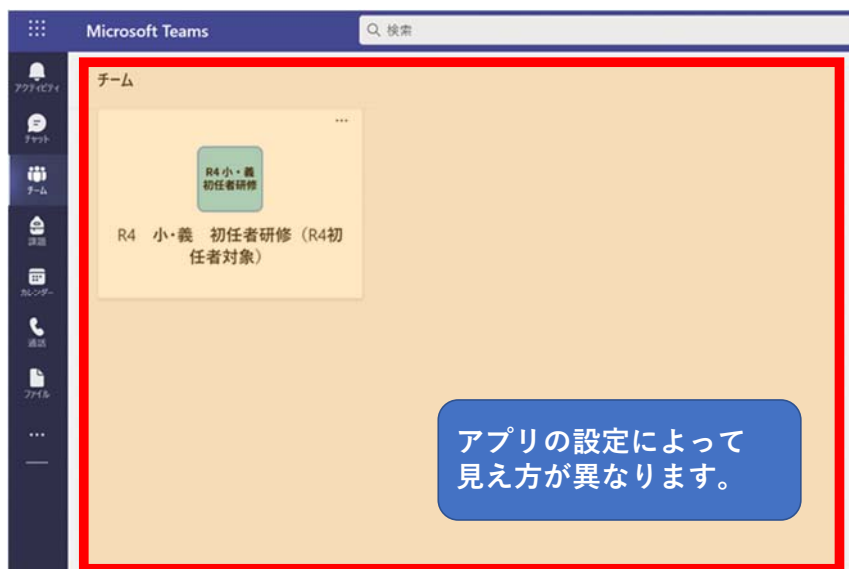 Microsoft Teams
検索
アクティビティ
チャット
チーム
課題
カレンダー
通話
ファイル
チーム
R4 小・義
初任者研修
R4　小・義　初任者研修（R4初
任者対象）
アプリの設定によって
見え方が異なります。